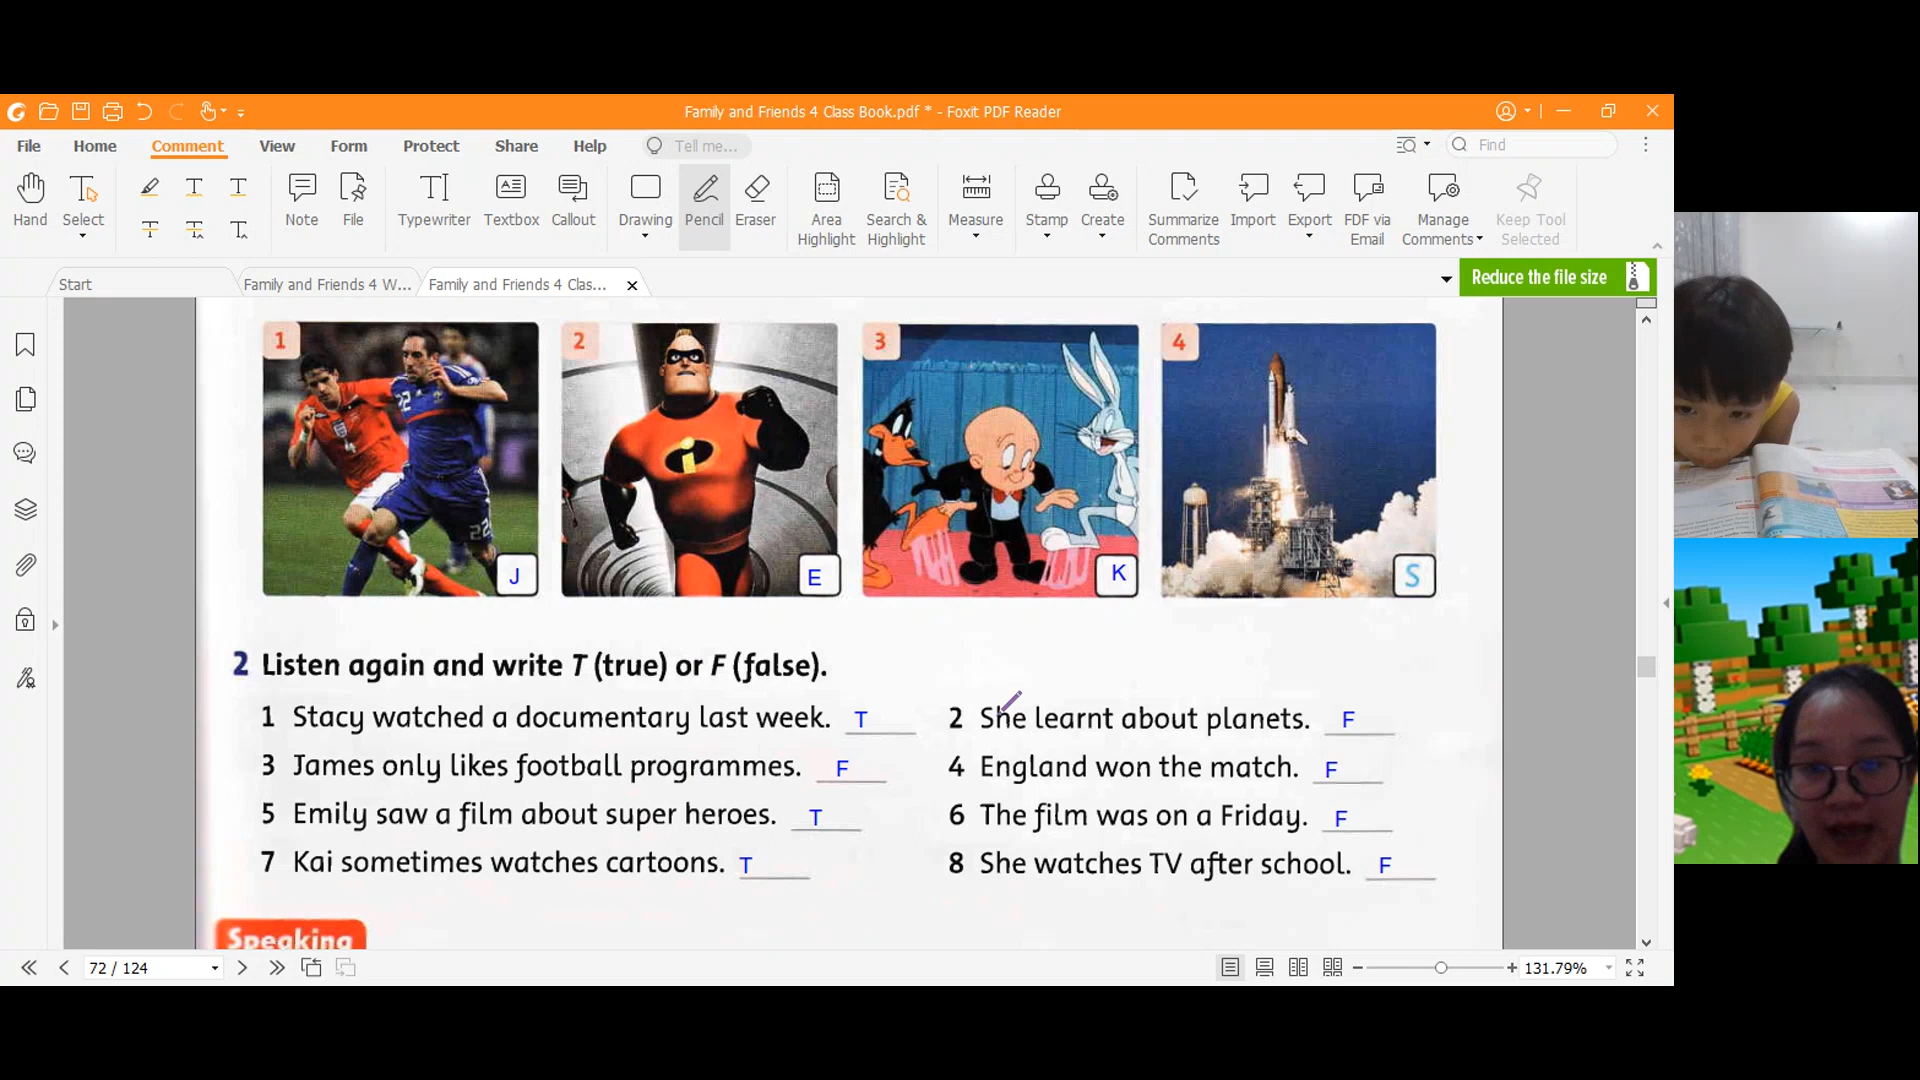 Family and Friends 4 Class Book.pdf * - Foxit PDF Reader
File Home Comment View Form Protect Share Help Tell me... Find
Hand Select Note File Typewriter Textbox Callout Drawing Pencil Eraser Area Highlight Search & Highlight Measure Stamp Create Summarize Comments Import Export FDF via Email Manage Comments Keep Tool Selected
Start Family and Friends 4 W... Family and Friends 4 Clas... Reduce the file size
1 2 3 4
22
4
22
J E K S
2 Listen again and write T (true) or F (false).
1 Stacy watched a documentary last week. T
2 She learnt about planets. F
3 James only likes football programmes. F
4 England won the match. F
5 Emily saw a film about super heroes. T
6 The film was on a Friday. F
7 Kai sometimes watches cartoons. T
8 She watches TV after school. F
Speaking
72 / 124 131.79%